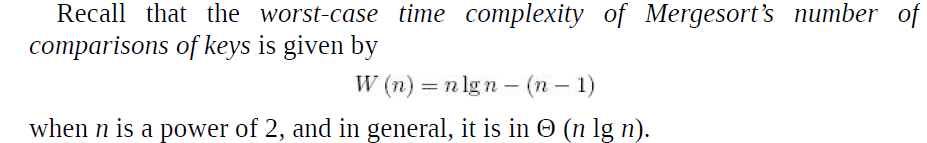 Recall that the worst-case time complexity of Mergesort's number of
comparisons of keys is given by
W (n) = n lg n − (n − 1)
when n is a power of 2, and in general, it is in Θ (n lg n).